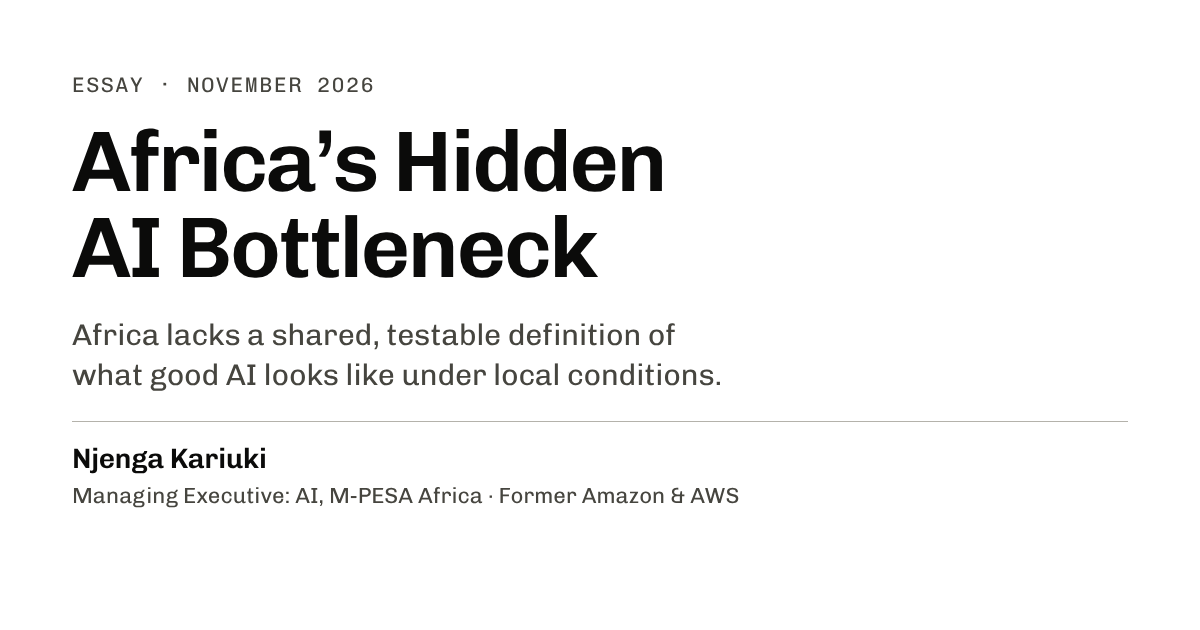 ESSAY · NOVEMBER 2026
Africa’s Hidden
AI Bottleneck
Africa lacks a shared, testable definition of
what good AI looks like under local conditions.
Njenga Kariuki
Managing Executive: AI, M-PESA Africa · Former Amazon & AWS